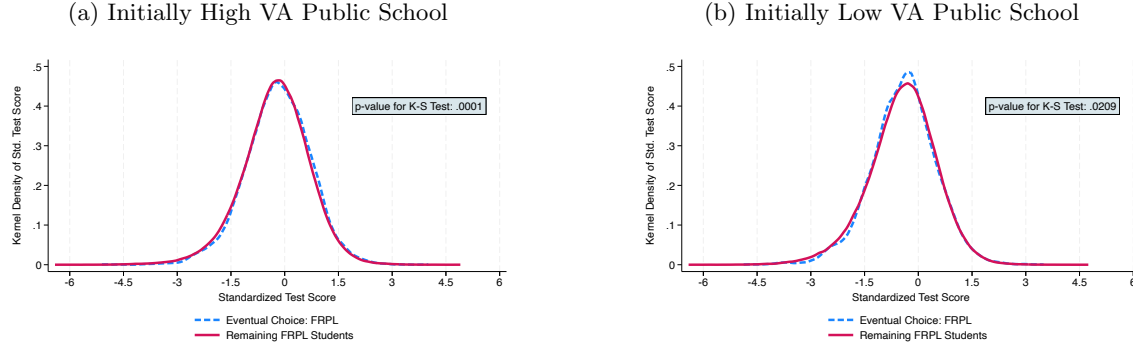 (a) Initially High VA Public School
Kernel Density of Std. Test Score
.5
.4
.3
.2
.1
0
p-value for K-S Test: .0001
-6 -4.5 -3 -1.5 0 1.5 3 4.5 6
Standardized Test Score
Eventual Choice: FRPL
Remaining FRPL Students
(b) Initially Low VA Public School
Kernel Density of Std. Test Score
.5
.4
.3
.2
.1
0
p-value for K-S Test: .0209
-6 -4.5 -3 -1.5 0 1.5 3 4.5 6
Standardized Test Score
Eventual Choice: FRPL
Remaining FRPL Students